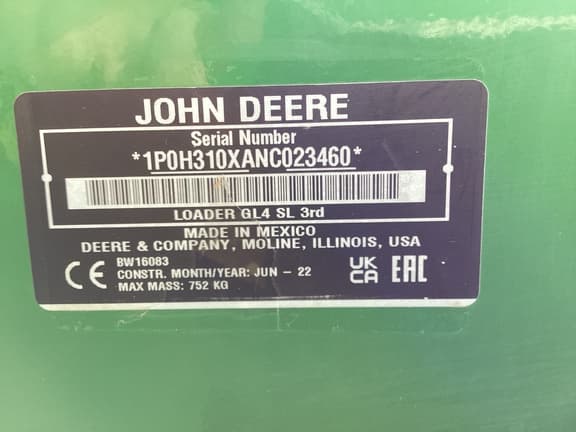 JOHN DEERE
Serial Number
*1P0H310XANC023460*
LOADER GL4 SL 3rd
MADE IN MEXICO
DEERE & COMPANY, MOLINE, ILLINOIS, USA
CE
BW16083
CONSTR. MONTH/YEAR: JUN - 22
MAX MASS: 752 KG
UK
CA
EAC